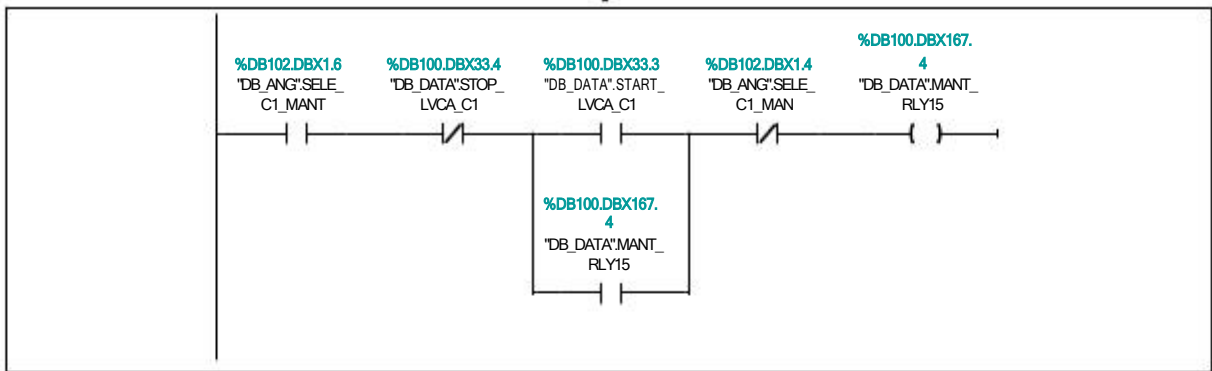 %DB102.DBX1.6
"DB_ANG".SELE_
C1_MANT
%DB100.DBX33.4
"DB_DATA".STOP_
LVCA_C1
%DB100.DBX33.3
"DB_DATA".START_
LVCA_C1
%DB102.DBX1.4
"DB_ANG".SELE_
C1_MAN
%DB100.DBX167.
4
"DB_DATA".MANT_
RLY15
%DB100.DBX167.
4
"DB_DATA".MANT_
RLY15